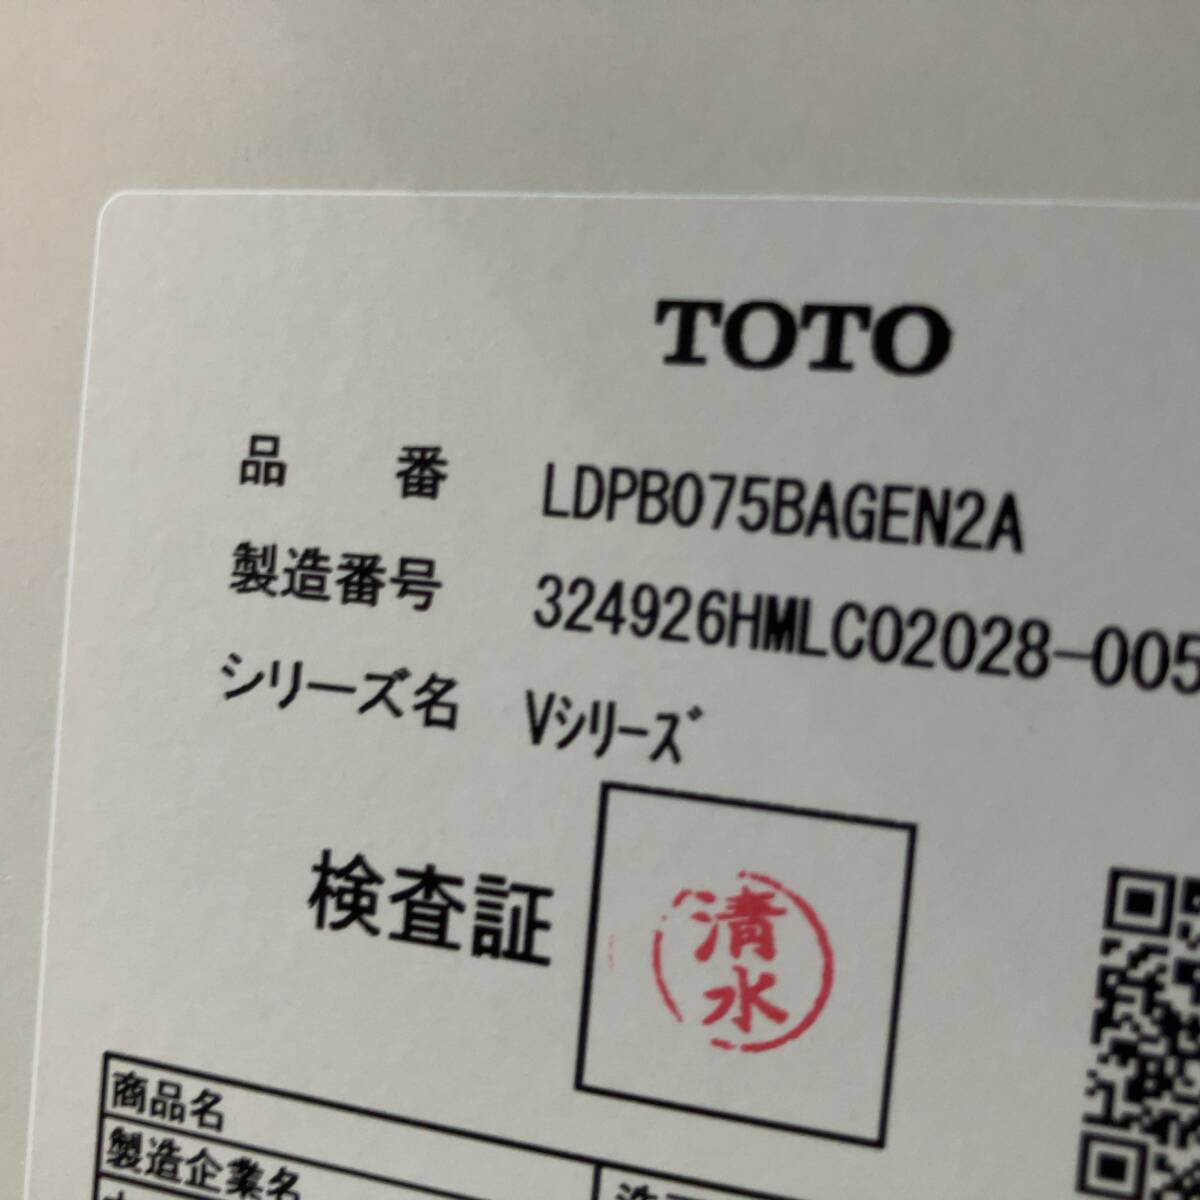 TOTO
品 番 LDPB075BAGEN2A
製造番号 324926HMLC02028-005
シリーズ名 Vシリーズ
検査証
清水
商品名
製造企業名